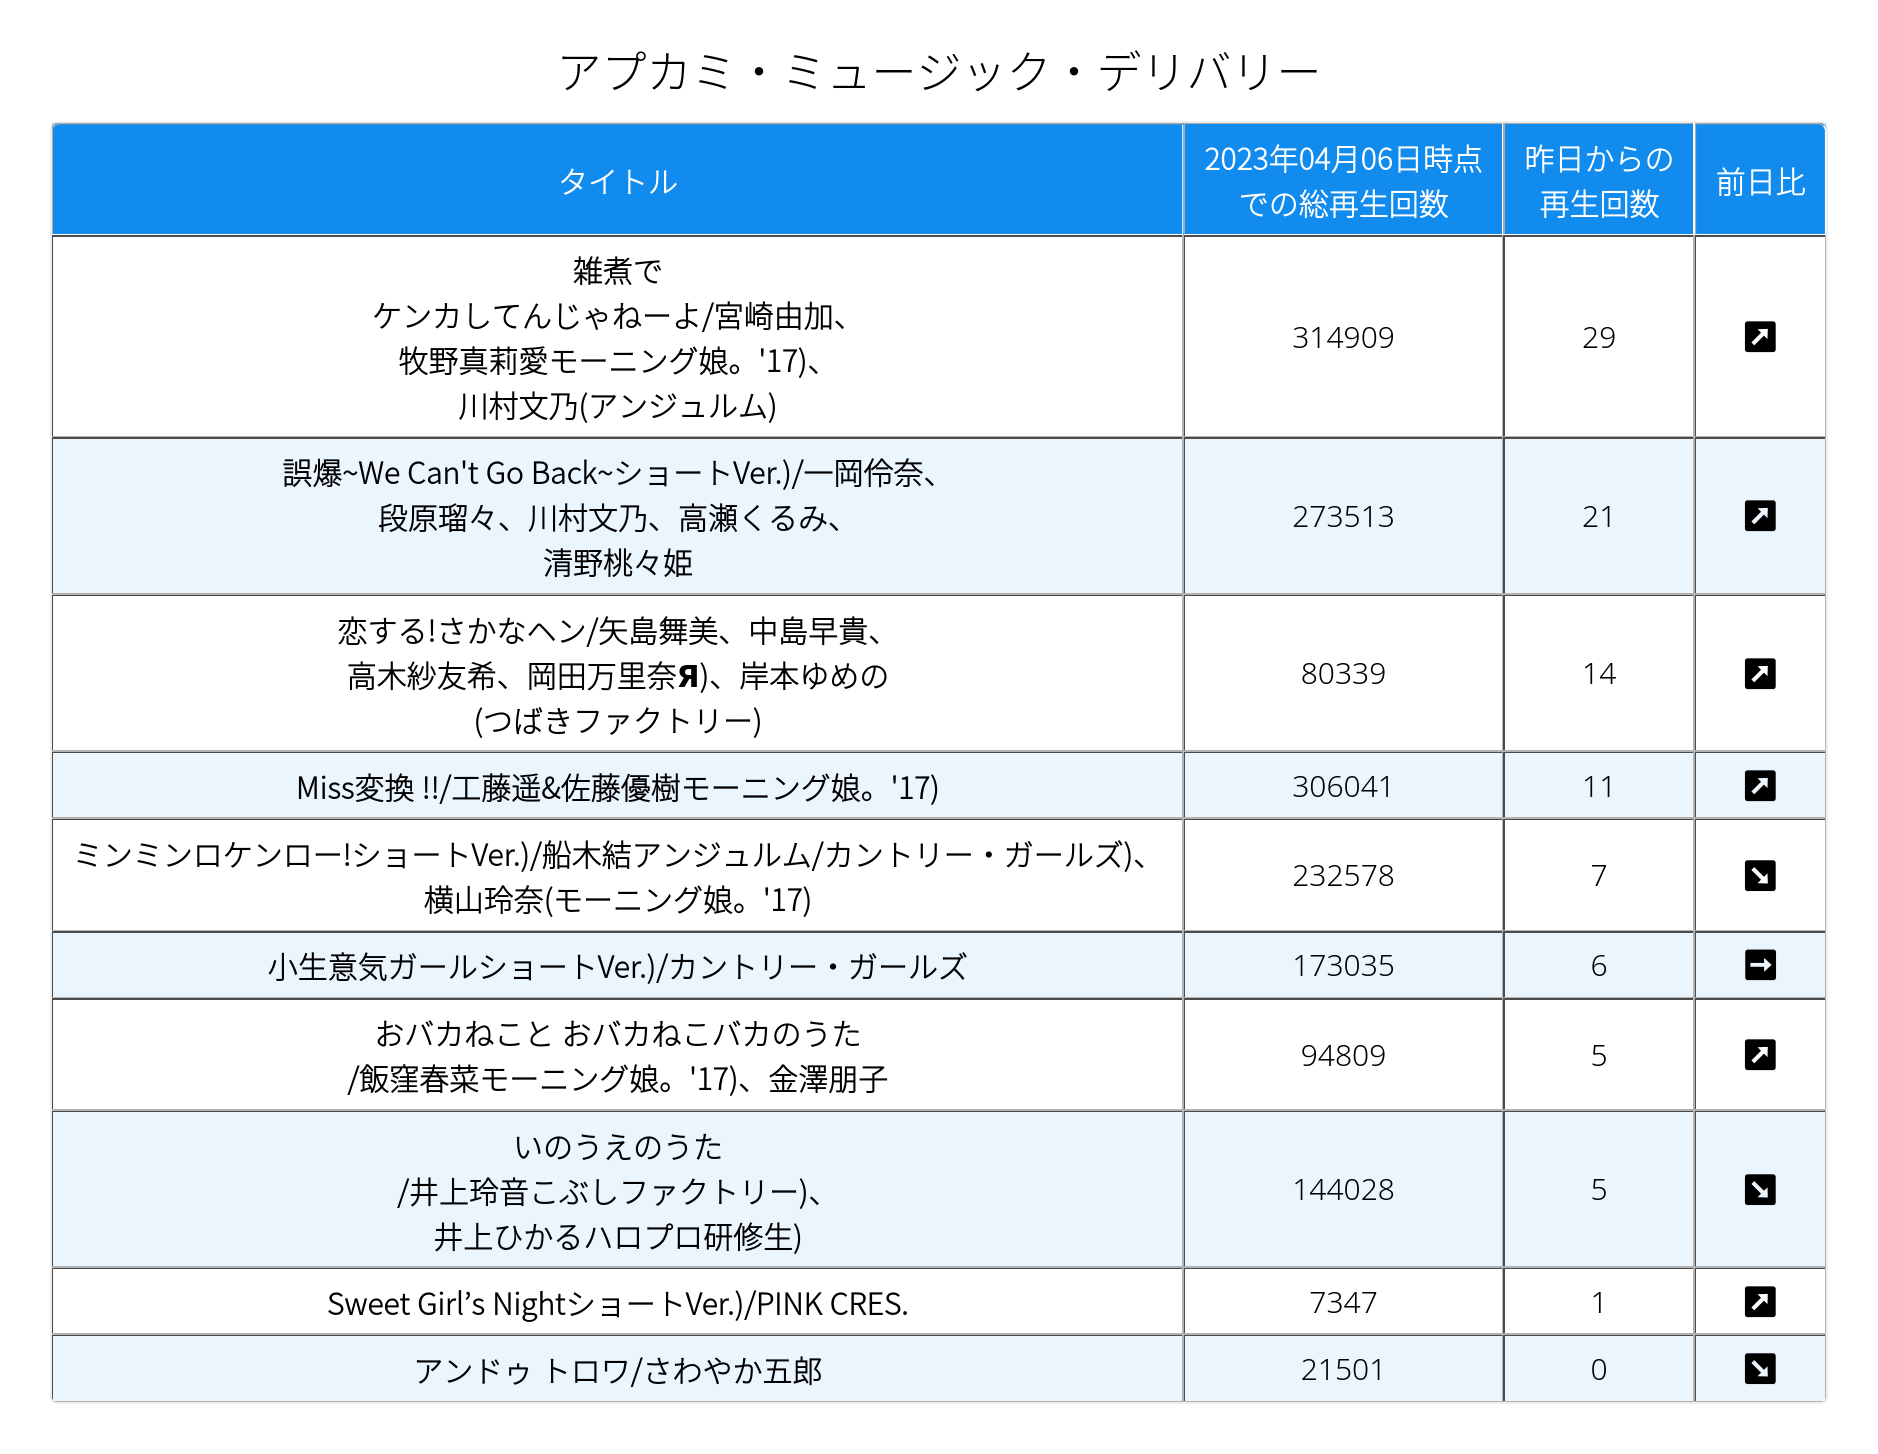 アプカミ・ミュージック・デリバリー
タイトル
2023年04月06日時点
での総再生回数
昨日からの
再生回数
前日比
雑煮で
ケンカしてんじゃねーよ/宮崎由加、
牧野真莉愛モーニング娘。'17)、
川村文乃(アンジュルム)
314909
29
誤爆~We Can't Go Back~ショートVer.)/一岡伶奈、
段原瑠々、川村文乃、高瀬くるみ、
清野桃々姫
273513
21
恋する!さかなヘン/矢島舞美、中島早貴、
高木紗友希、岡田万里奈Я)、岸本ゆめの
(つばきファクトリー)
80339
14
Miss変換 !!/工藤遥&佐藤優樹モーニング娘。'17)
306041
11
ミンミンロケンロー!ショートVer.)/船木結アンジュルム/カントリー・ガールズ)、
横山玲奈(モーニング娘。'17)
232578
7
小生意気ガールショートVer.)/カントリー・ガールズ
173035
6
おバカねこと おバカねこバカのうた
/飯窪春菜モーニング娘。'17)、金澤朋子
94809
5
いのうえのうた
/井上玲音こぶしファクトリー)、
井上ひかるハロプロ研修生)
144028
5
Sweet Girl’s NightショートVer.)/PINK CRES.
7347
1
アンドゥ トロワ/さわやか五郎
21501
0